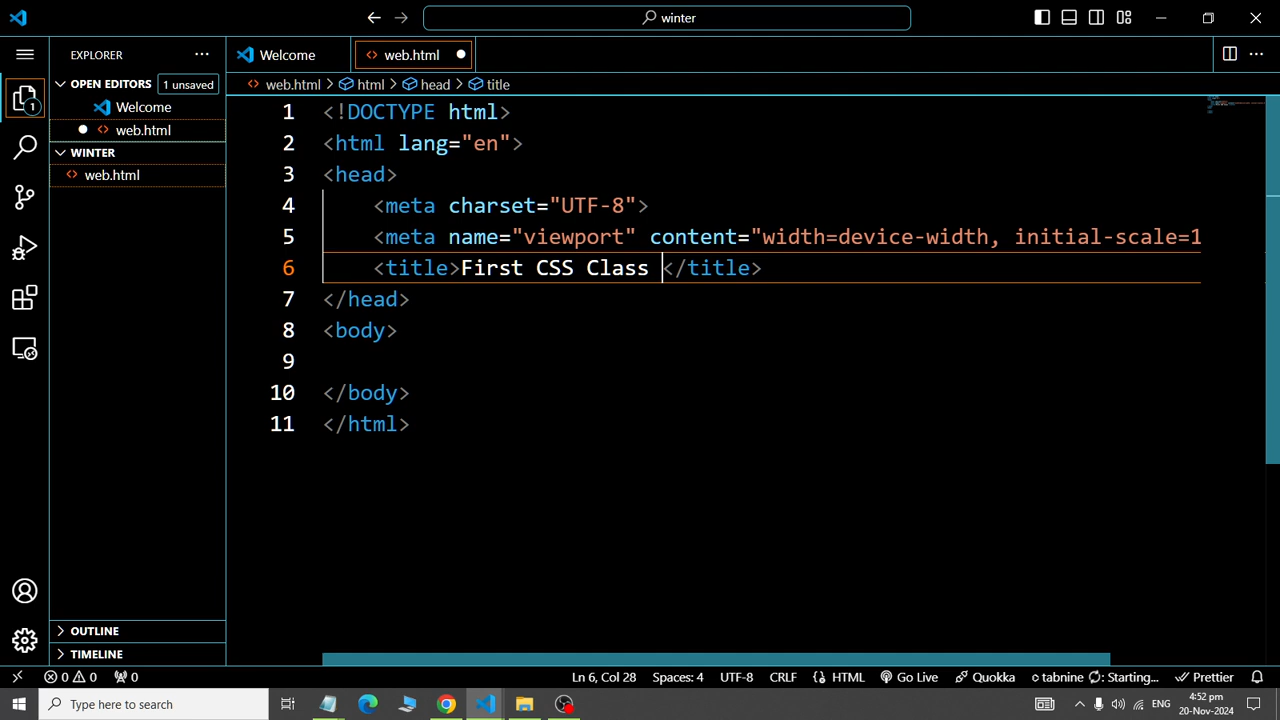 winter
EXPLORER
Welcome
web.html
OPEN EDITORS
1 unsaved
web.html > html > head > title
Welcome
web.html
WINTER
web.html
1
1 <!DOCTYPE html>
2 <html lang="en">
3 <head>
4 <meta charset="UTF-8">
5 <meta name="viewport" content="width=device-width, initial-scale=1
6 <title>First CSS Class </title>
7 </head>
8 <body>
9
10 </body>
11 </html>
OUTLINE
TIMELINE
0 0 0 Ln 6, Col 28 Spaces: 4 UTF-8 CRLF HTML Go Live Quokka tabnine Starting... Prettier
Type here to search
ENG
4:52 pm
20-Nov-2024